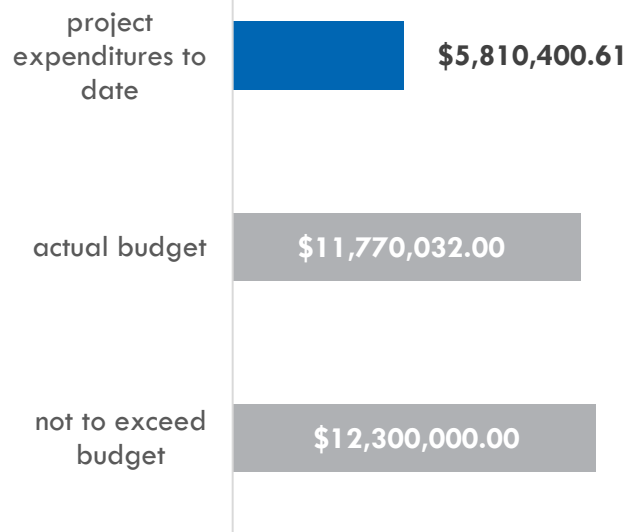 project
expenditures to
date
$5,810,400.61
actual budget
$11,770,032.00
not to exceed
budget
$12,300,000.00